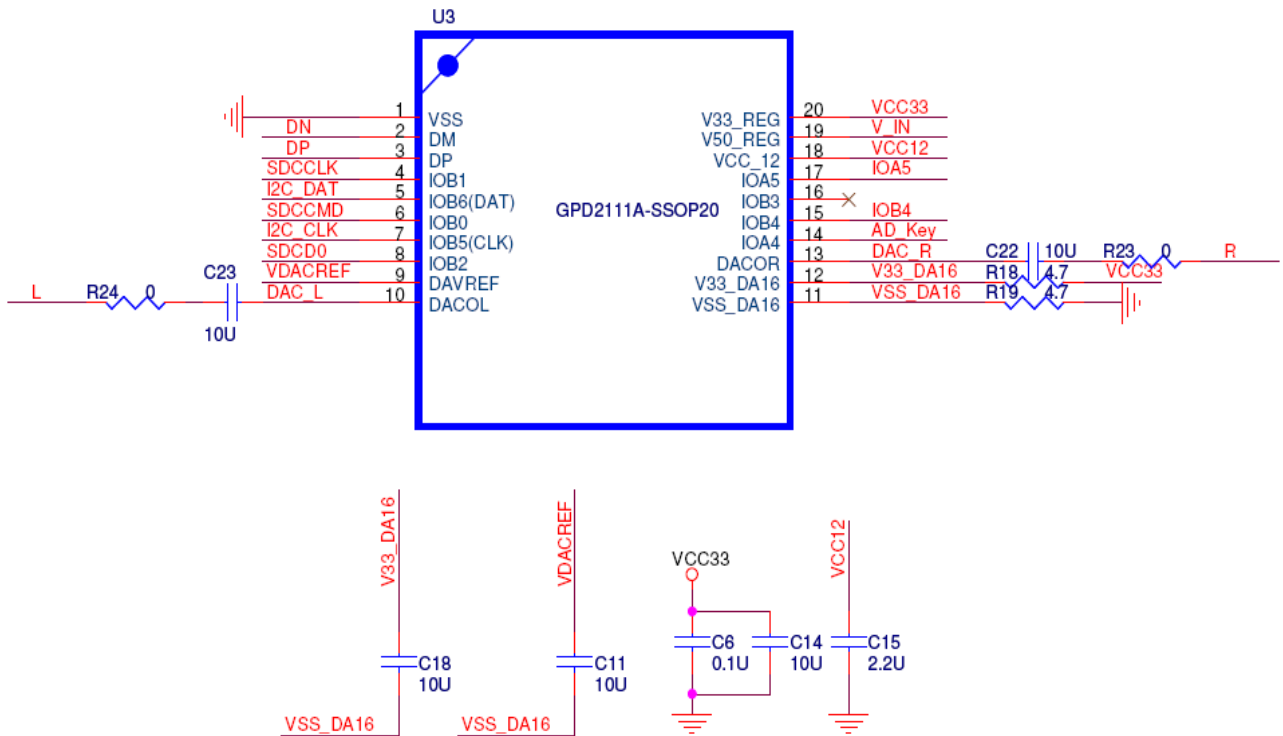 U3
1 VSS V33_REG 20 VCC33
DN 2 DM V50_REG 19 V_IN
DP 3 DP VCC_12 18 VCC12
SDCCLK 4 IOB1 IOA5 17 IOA5
I2C_DAT 5 IOB6(DAT) IOB3 16
GPD2111A-SSOP20
SDCCMD 6 IOB0 IOB4 15 IOB4
I2C_CLK 7 IOB5(CLK) IOA4 14 AD_Key
SDCD0 8 IOB2 DACOR 13 DAC_R C22 10U R23 0 R
C23 VDACREF 9 DAVREF V33_DA16 12 V33_DA16 R18 4.7 VCC33
L R24 0 DAC_L 10 DACOL VSS_DA16 11 VSS_DA16 R19 4.7
10U
V33_DA16
C18
10U
VSS_DA16
VDACREF
C11
10U
VSS_DA16
VCC33
C6
0.1U
C14
10U
VCC12
C15
2.2U